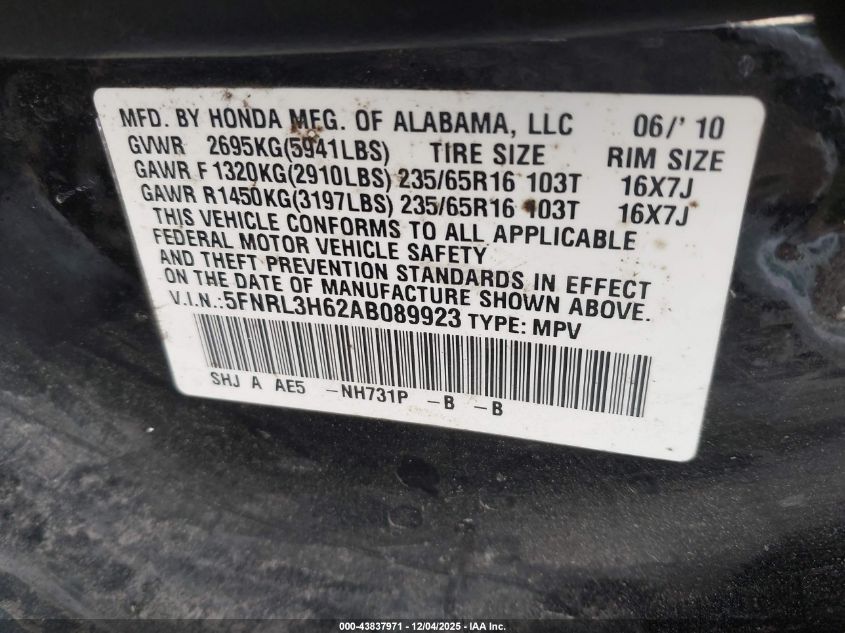 MFD. BY HONDA MFG. OF ALABAMA, LLC 06/' 10
GVWR 2695KG(5941LBS) TIRE SIZE RIM SIZE
GAWR F 1320KG(2910LBS) 235/65R16 103T 16X7J
GAWR R1450KG(3197LBS) 235/65R16 103T 16X7J
THIS VEHICLE CONFORMS TO ALL APPLICABLE
FEDERAL MOTOR VEHICLE SAFETY
AND THEFT PREVENTION STANDARDS IN EFFECT
ON THE DATE OF MANUFACTURE SHOWN ABOVE.
V.I.N.:5FNRL3H62AB089923 TYPE: MPV
SHJ A AE5 -NH731P -B -B
000-43837971 - 12/04/2025 - IAA Inc.